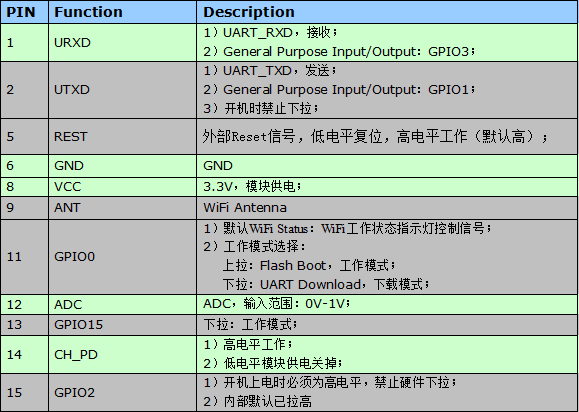 PIN Function Description
1 URXD 1）UART_RXD，接收；
2）General Purpose Input/Output：GPIO3；
2 UTXD 1）UART_TXD，发送；
2）General Purpose Input/Output：GPIO1；
3）开机时禁止下拉；
5 REST 外部Reset信号，低电平复位，高电平工作（默认高）；
6 GND GND
8 VCC 3.3V，模块供电；
9 ANT WiFi Antenna
11 GPIO0 1）默认WiFi Status：WiFi工作状态指示灯控制信号；
2）工作模式选择：
上拉：Flash Boot，工作模式；
下拉：UART Download，下载模式；
12 ADC ADC，输入范围：0V-1V；
13 GPIO15 下拉：工作模式；
14 CH_PD 1）高电平工作；
2）低电平模块供电关掉；
15 GPIO2 1）开机上电时必须为高电平，禁止硬件下拉；
2）内部默认已拉高